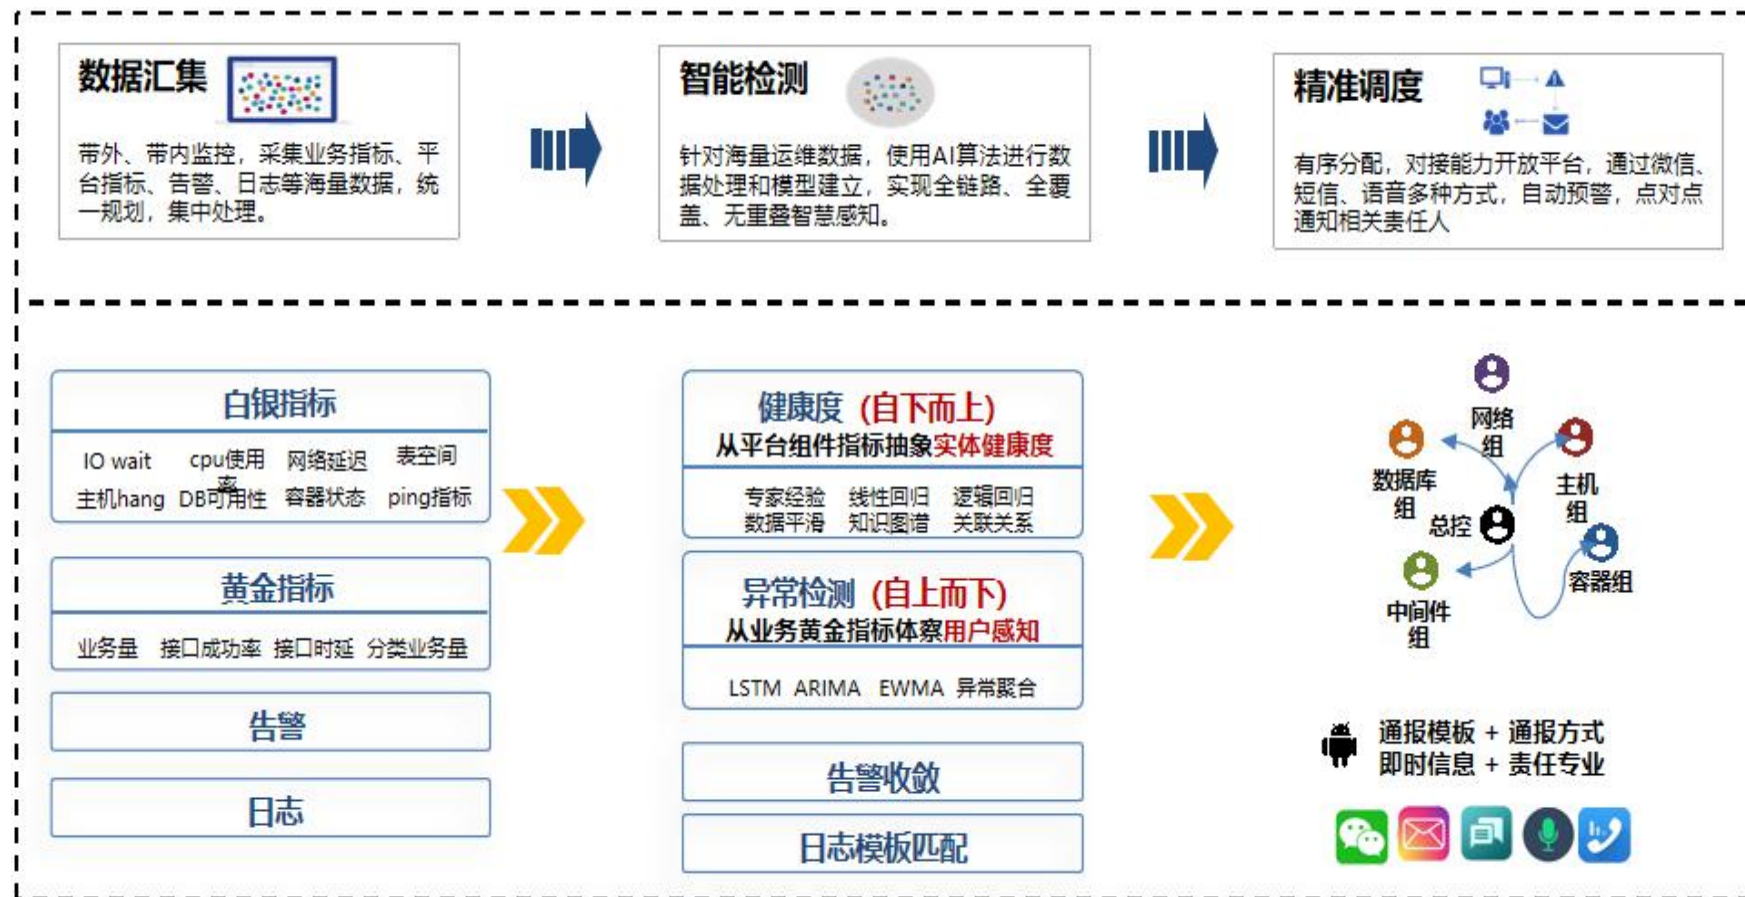 数据汇集
带外、带内监控，采集业务指标、平
台指标、告警、日志等海量数据，统
一规划，集中处理。
智能检测
针对海量运维数据，使用AI算法进行数
据处理和模型建立，实现全链路、全覆
盖、无重叠智慧感知。
精准调度
有序分配，对接能力开放平台，通过微信、
短信、语音多种方式，自动预警，点对点
通知相关责任人
白银指标
IO wait cpu使用率 网络延迟 表空间
主机hang DB可用性 容器状态 ping指标
黄金指标
业务量 接口成功率 接口时延 分类业务量
告警
日志
健康度（自下而上）
从平台组件指标抽象实体健康度
专家经验 线性回归 逻辑回归
数据平滑 知识图谱 关联关系
异常检测（自上而下）
从业务黄金指标体察用户感知
LSTM ARIMA EWMA 异常聚合
告警收敛
日志模板匹配
网络
组
数据库
组
主机
组
总控
容器组
中间件
组
通报模板 + 通报方式
即时信息 + 责任专业